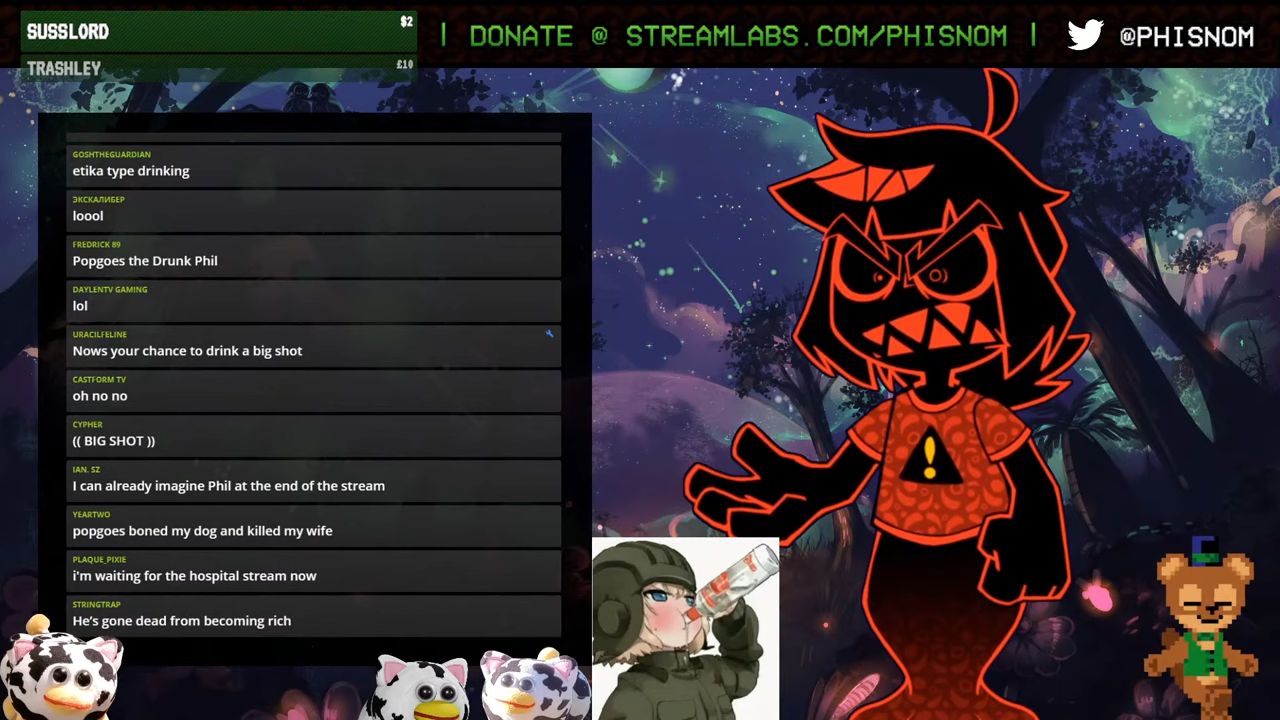 SUSSLORD $2
TRASHLEY £10
| DONATE @ STREAMLABS.COM/PHISNOM | @PHISNOM
GOSHTHEGUARDIAN
etika type drinking
ЭКСКАЛИБЕР
loool
FREDRICK 89
Popgoes the Drunk Phil
DAYLENTV GAMING
lol
URACILFELINE
Nows your chance to drink a big shot
CASTFORM TV
oh no no
CYPHER
(( BIG SHOT ))
IAN. SZ
I can already imagine Phil at the end of the stream
YEARTWO
popgoes boned my dog and killed my wife
PLAQUE_PIXIE
i'm waiting for the hospital stream now
STRINGTRAP
He's gone dead from becoming rich
!